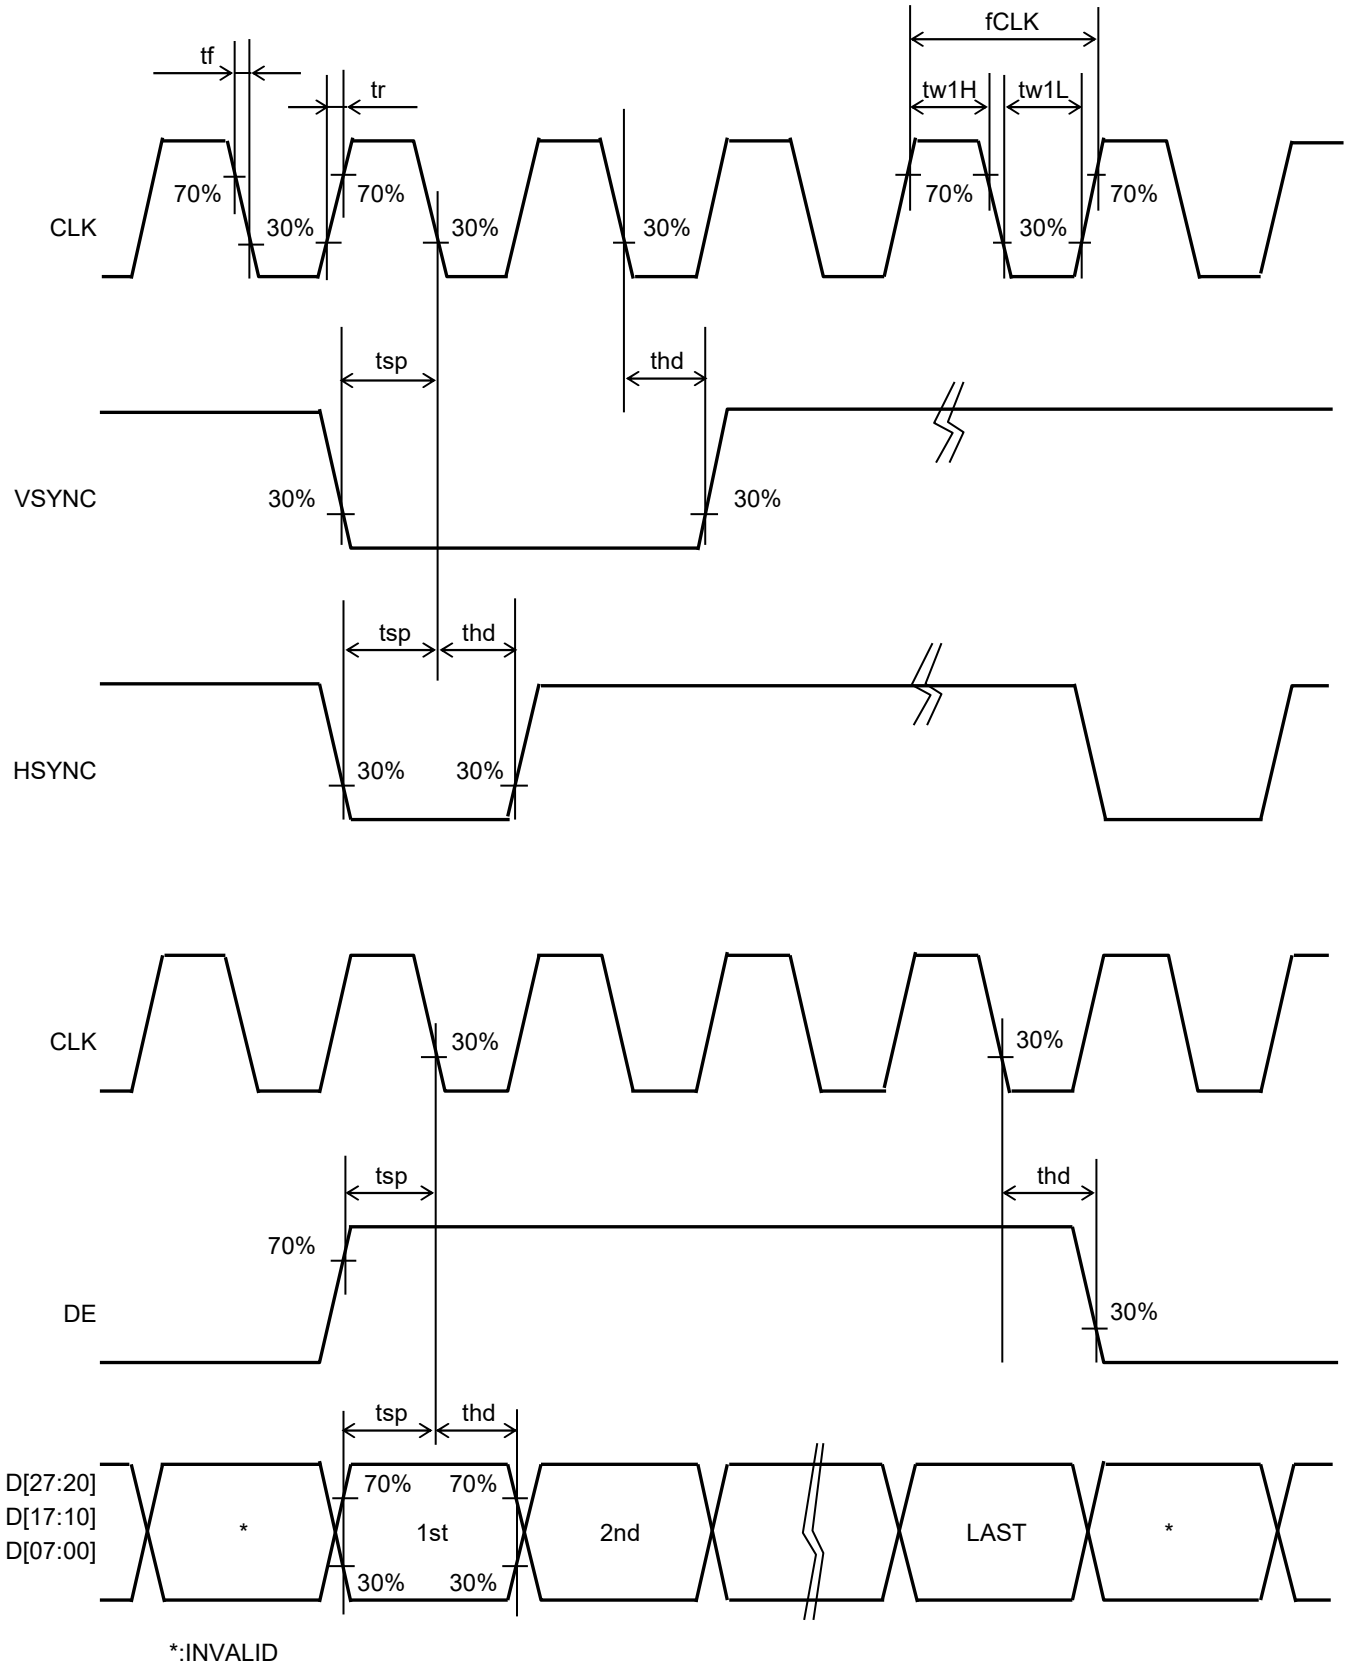 fCLK
tf
tr
tw1H
tw1L
70%
70%
70%
70%
CLK
30%
30%
30%
30%
tsp
thd
VSYNC
30%
30%
tsp
thd
HSYNC
30%
30%
CLK
30%
30%
tsp
thd
70%
DE
30%
tsp
thd
D[27:20]
70%
70%
D[17:10]
*
1st
2nd
LAST
*
D[07:00]
30%
30%
*:INVALID